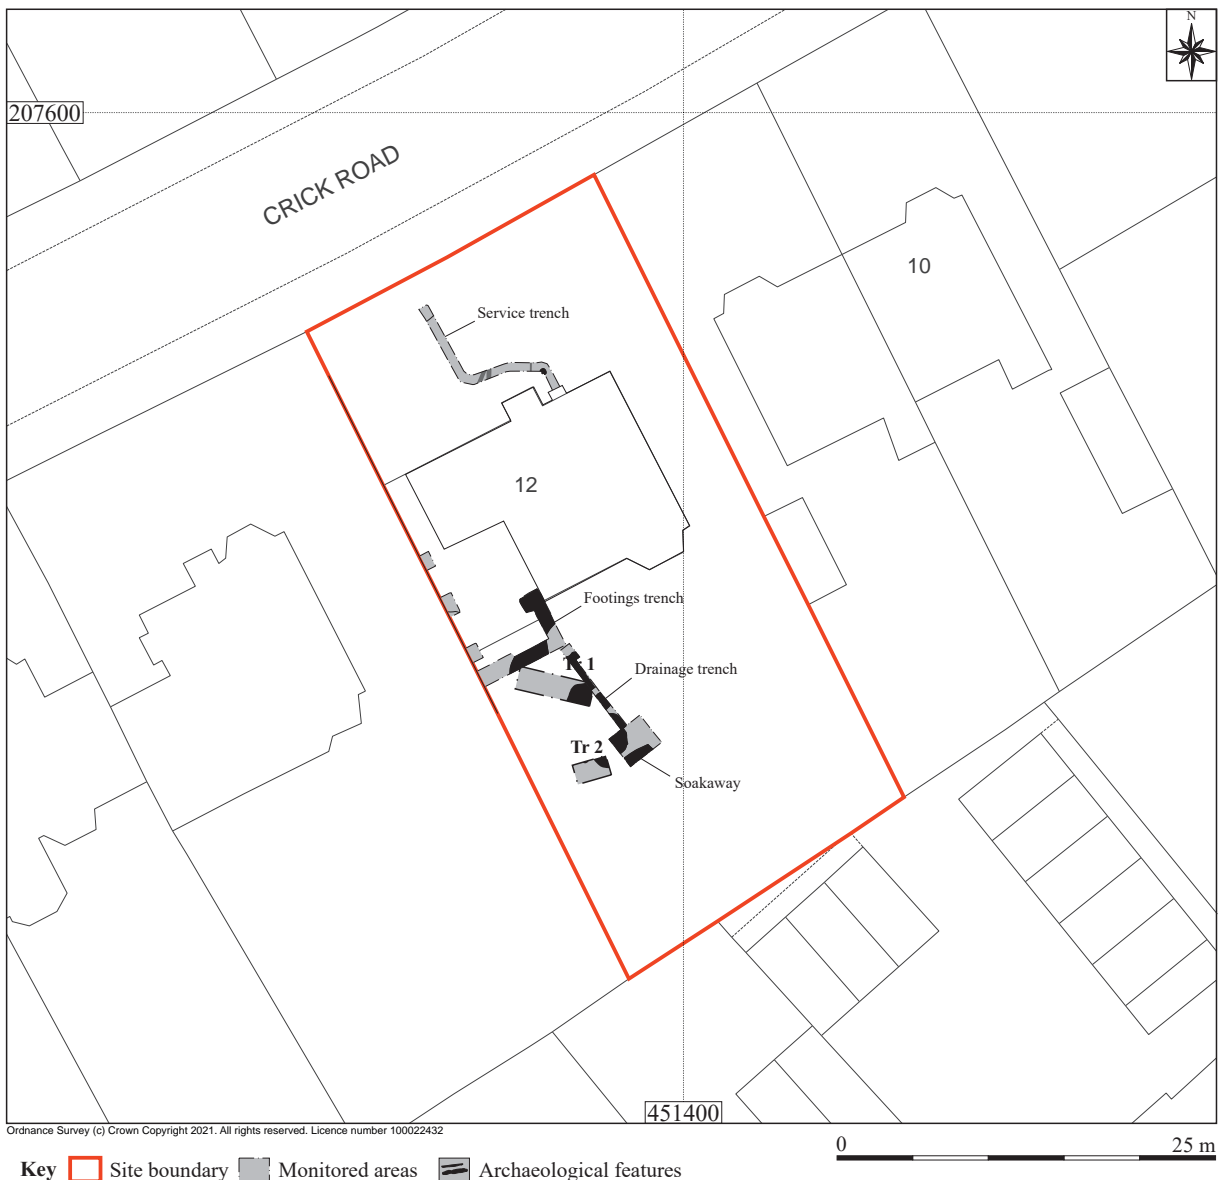 N
207600
CRICK ROAD
10
Service trench
12
Footings trench
Tr 1
Drainage trench
Tr 2
Soakaway
451400
Ordnance Survey (c) Crown Copyright 2021. All rights reserved. Licence number 100022432
0 25 m
Key Site boundary Monitored areas Archaeological features